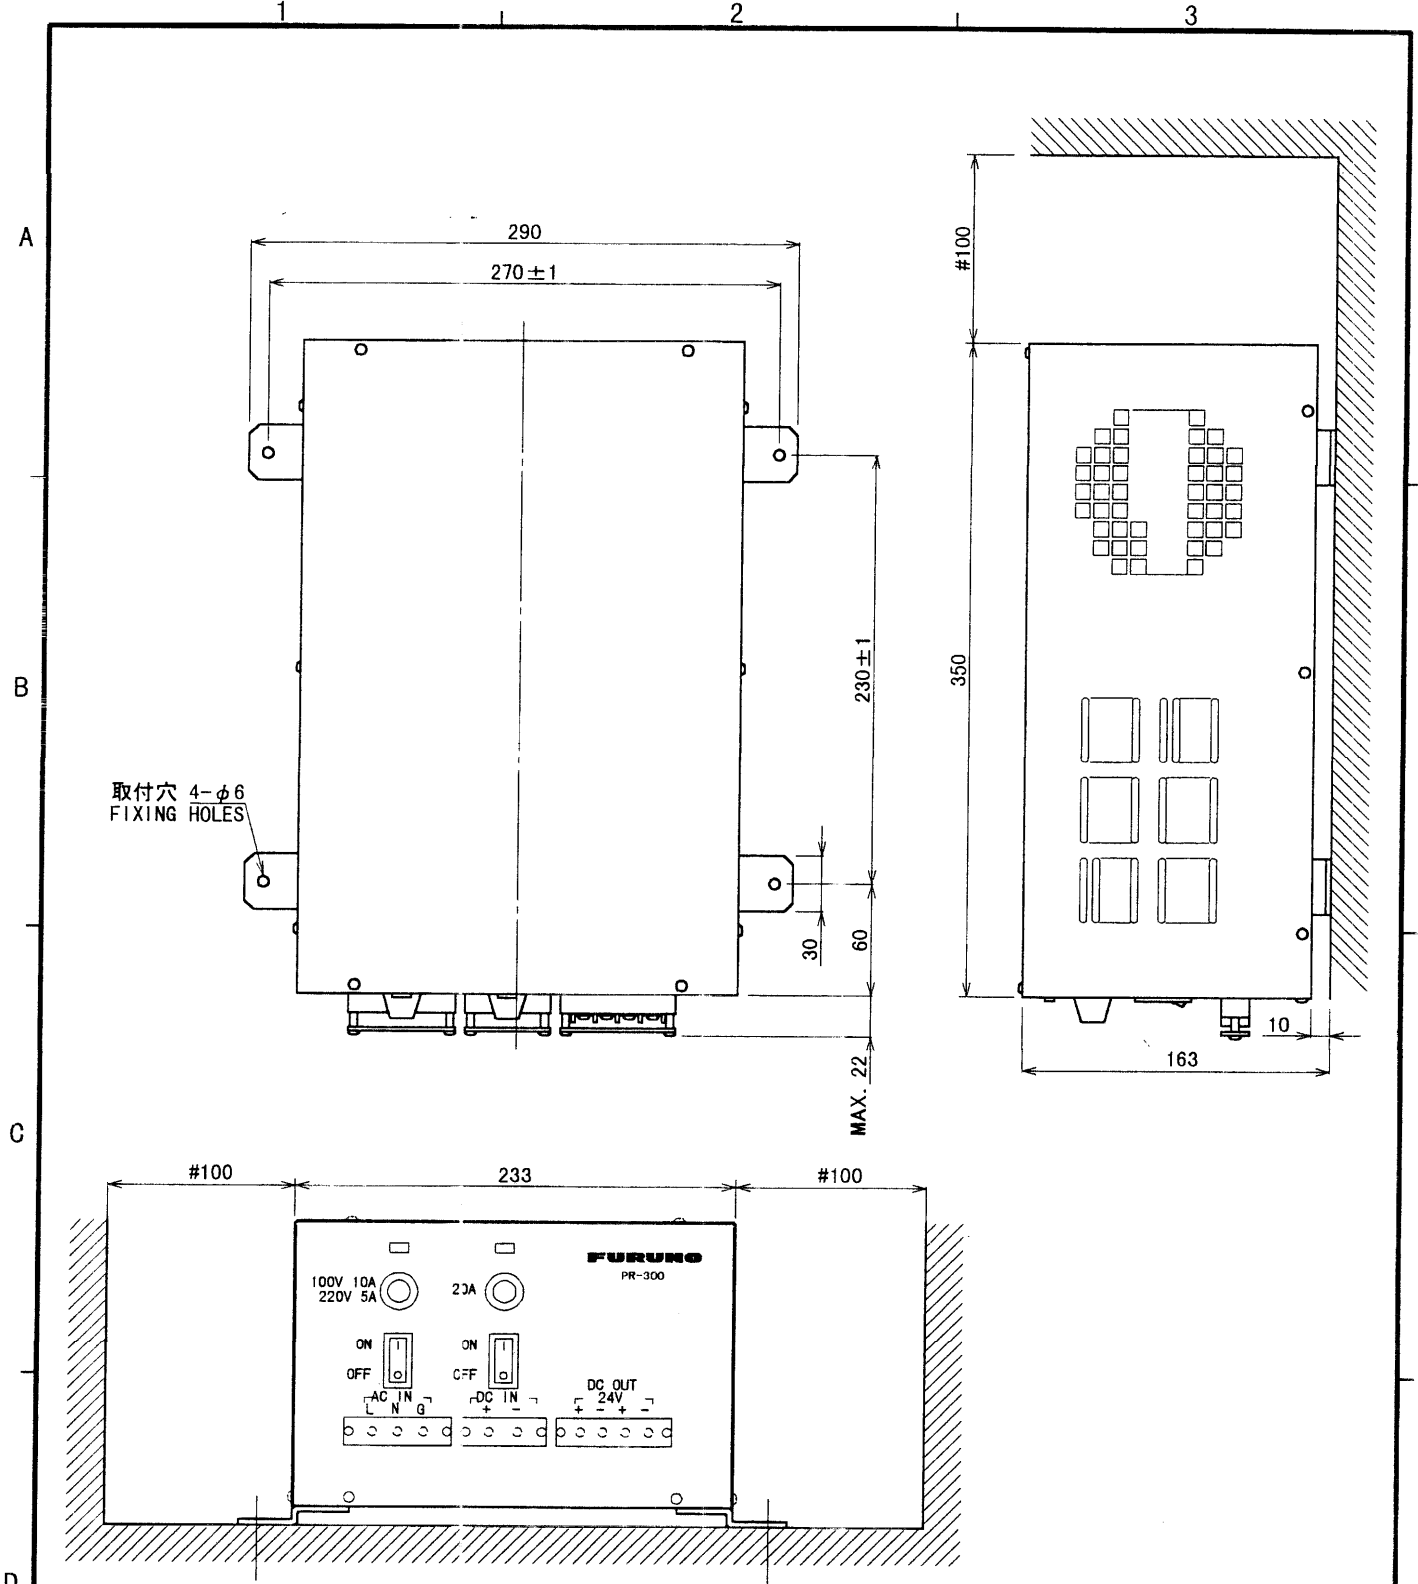 1
2
3
A
B
C
D
290
270±1
#100
230±1
350
取付穴 4-φ6
FIXING HOLES
30
60
MAX. 22
10
163
#100
233
#100
FURUNO
PR-300
100V 10A
220V 5A
20A
ON
ON
OFF
OFF
AC IN
L N G
DC IN
+ -
DC OUT
24V
+ - + -